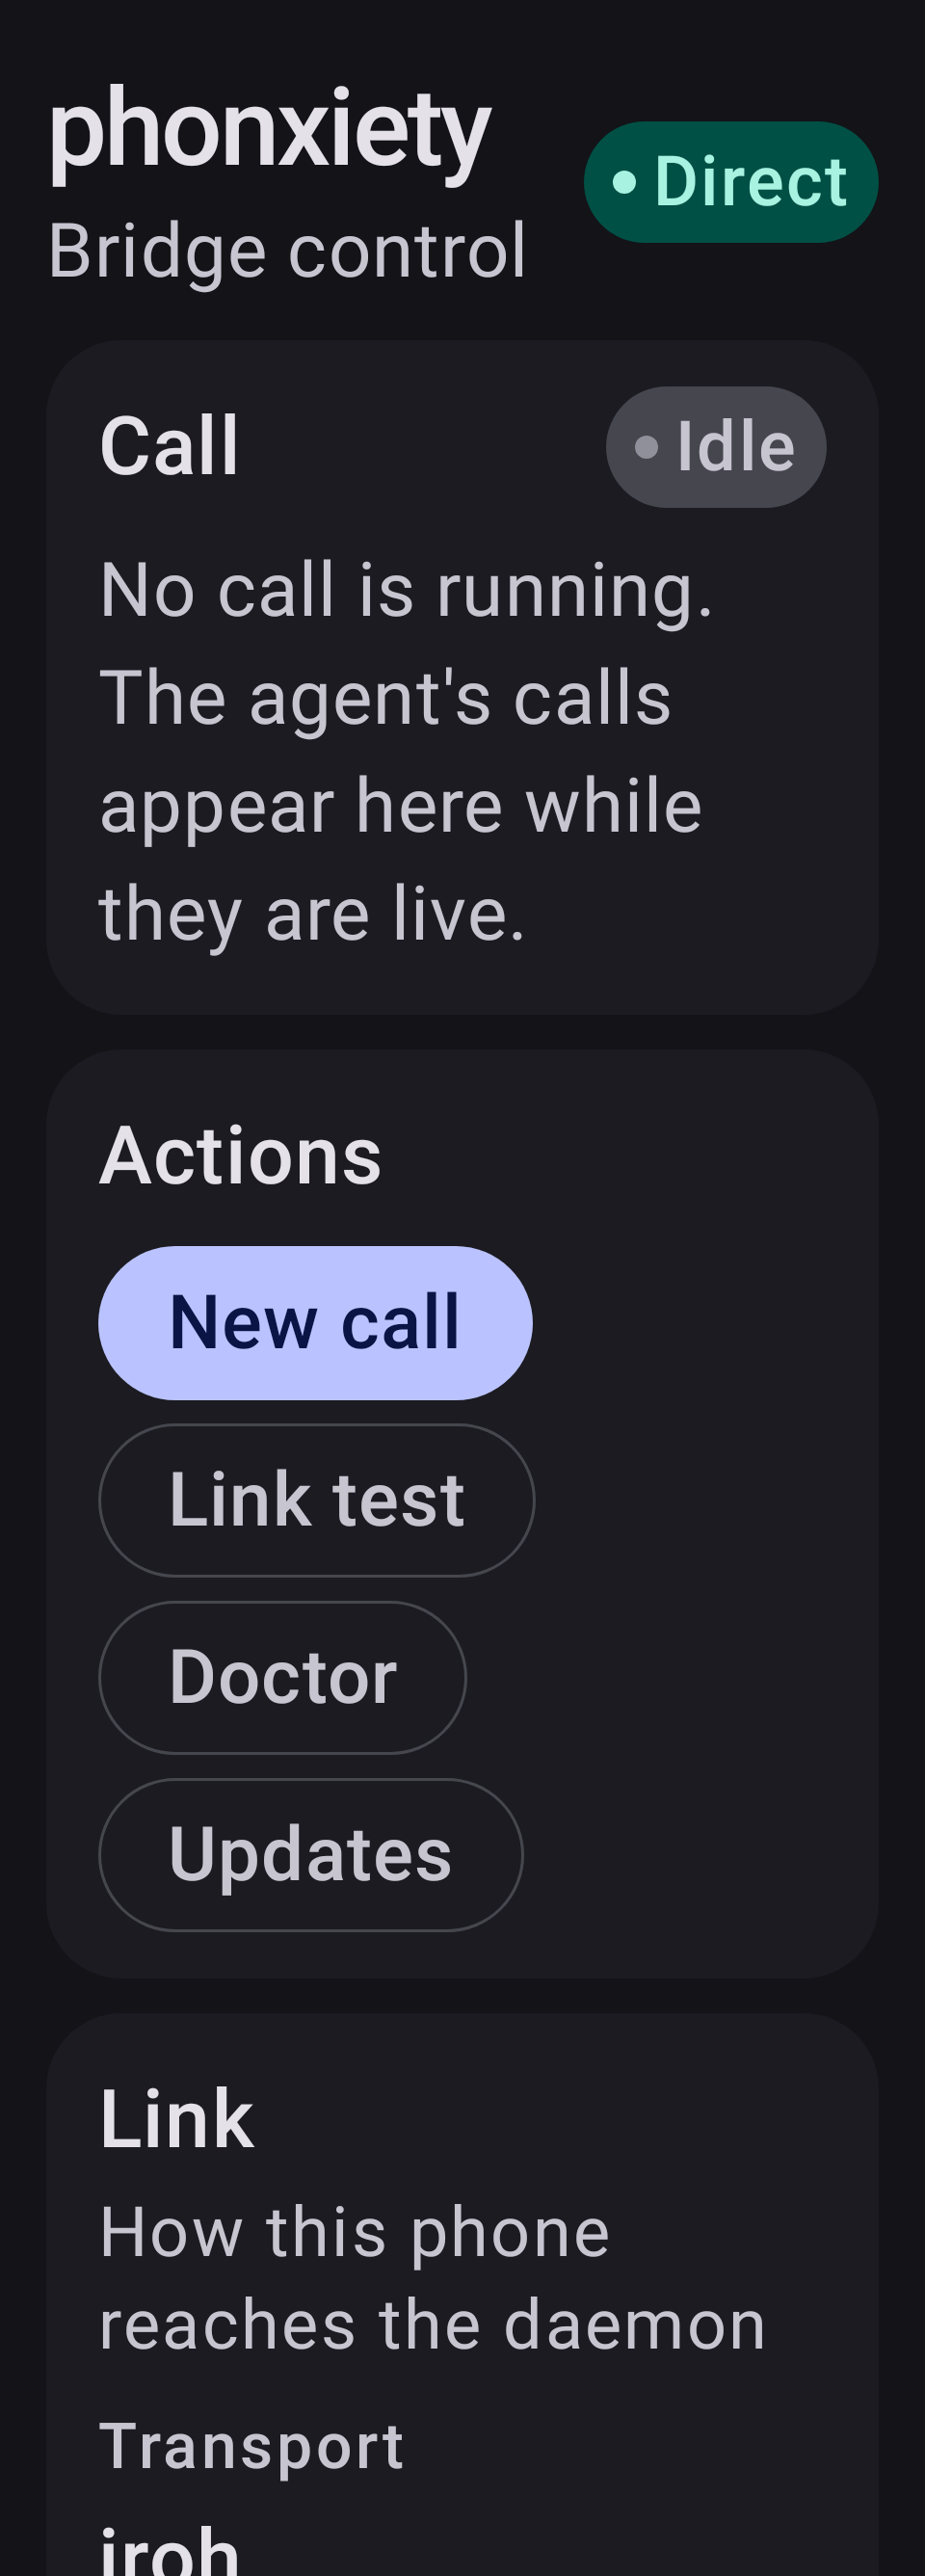 phonxiety
Bridge control
Direct
Call
Idle
No call is running.
The agent's calls
appear here while
they are live.
Actions
New call
Link test
Doctor
Updates
Link
How this phone
reaches the daemon
Transport
iroh